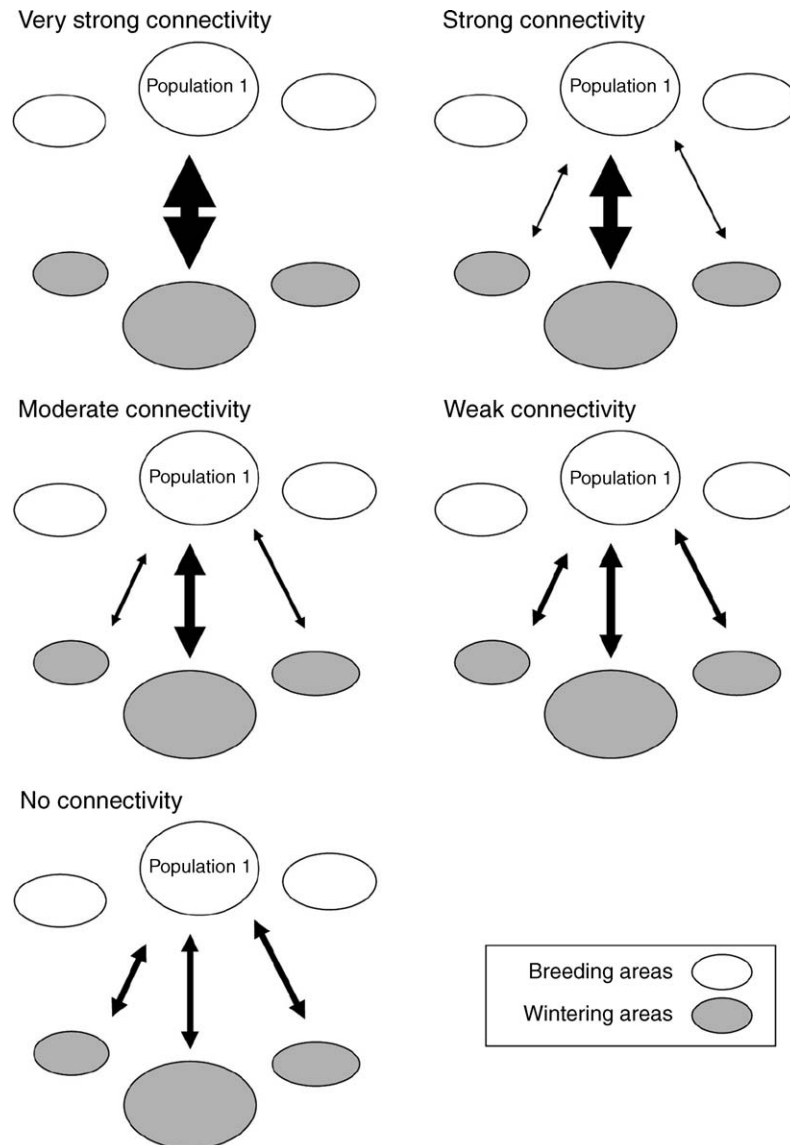 Very strong connectivity
Strong connectivity
Population 1
Population 1
Moderate connectivity
Weak connectivity
Population 1
Population 1
No connectivity
Population 1
Breeding areas
Wintering areas